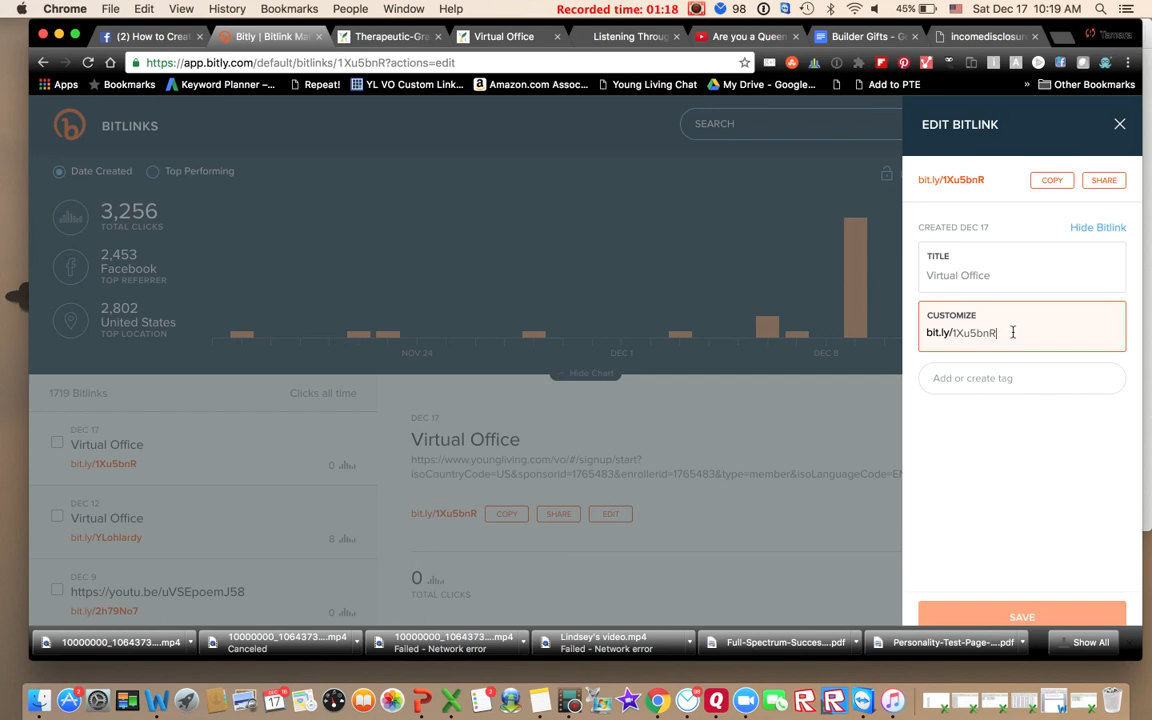 Chrome File Edit View History Bookmarks People Window Help Recorded time: 01:18 98 45% Sat Dec 17 10:19 AM
(2) How to Creat Bitly | Bitlink Ma Therapeutic-Gra Virtual Office Listening Throu Are you a Queen Builder Gifts - Go incomedisclosur Tamara
https://app.bitly.com/default/bitlinks/1Xu5bnR?actions=edit
Apps Bookmarks Keyword Planner –... Repeat! YL VO Custom Link... Amazon.com Assoc... Young Living Chat My Drive - Google... Add to PTE » Other Bookmarks
BITLINKS
SEARCH
EDIT BITLINK
Date Created Top Performing
bit.ly/1Xu5bnR COPY SHARE
3,256
TOTAL CLICKS
CREATED DEC 17 Hide Bitlink
2,453
Facebook
TOP REFERRER
TITLE
Virtual Office
2,802
United States
TOP LOCATION
CUSTOMIZE
bit.ly/1Xu5bnR
NOV 24 DEC 1 DEC 8
Hide Chart
Add or create tag
1719 Bitlinks Clicks all time
DEC 17
Virtual Office
bit.ly/1Xu5bnR 0
DEC 12
Virtual Office
bit.ly/YLohlardy 8
DEC 9
https://youtu.be/uVSEpoemJ58
bit.ly/2h79No7 0
DEC 17
Virtual Office
https://www.youngliving.com/vo/#/signup/start?
isoCountryCode=US&sponsorid=1765483&enrollerid=1765483&type=member&isoLanguageCode=EN
bit.ly/1Xu5bnR COPY SHARE EDIT
0
TOTAL CLICKS
SAVE
10000000_1064373....mp4
10000000_1064373....mp4
Canceled
10000000_1064373....mp4
Failed - Network error
Lindsey's video.mp4
Failed - Network error
Full-Spectrum-Succes....pdf
Personality-Test-Page-....pdf
Show All